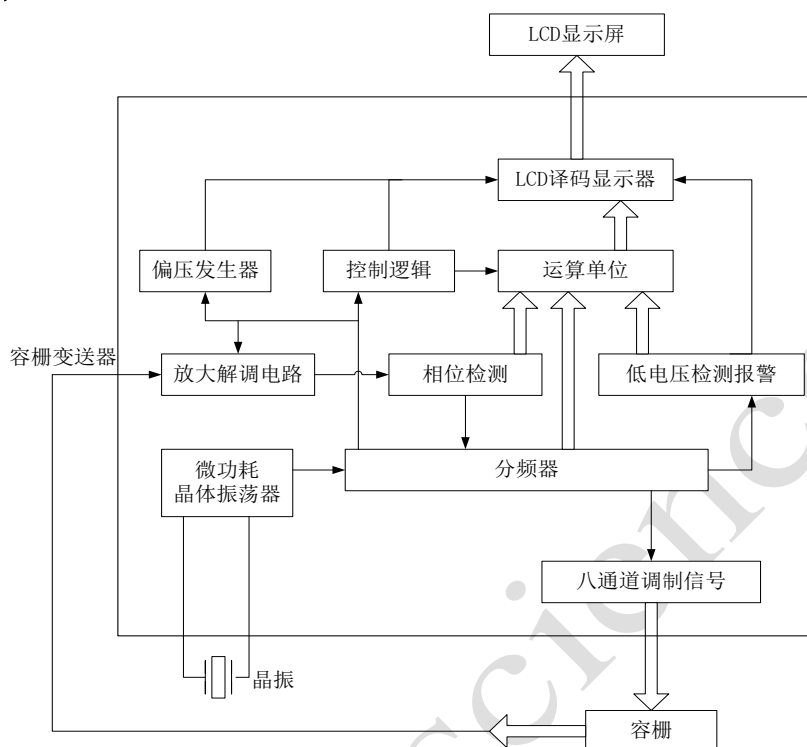 LCD显示屏
LCD译码显示器
偏压发生器
控制逻辑
运算单位
容栅变送器
放大解调电路
相位检测
低电压检测报警
微功耗
晶体振荡器
分频器
八通道调制信号
晶振
容栅
scienc